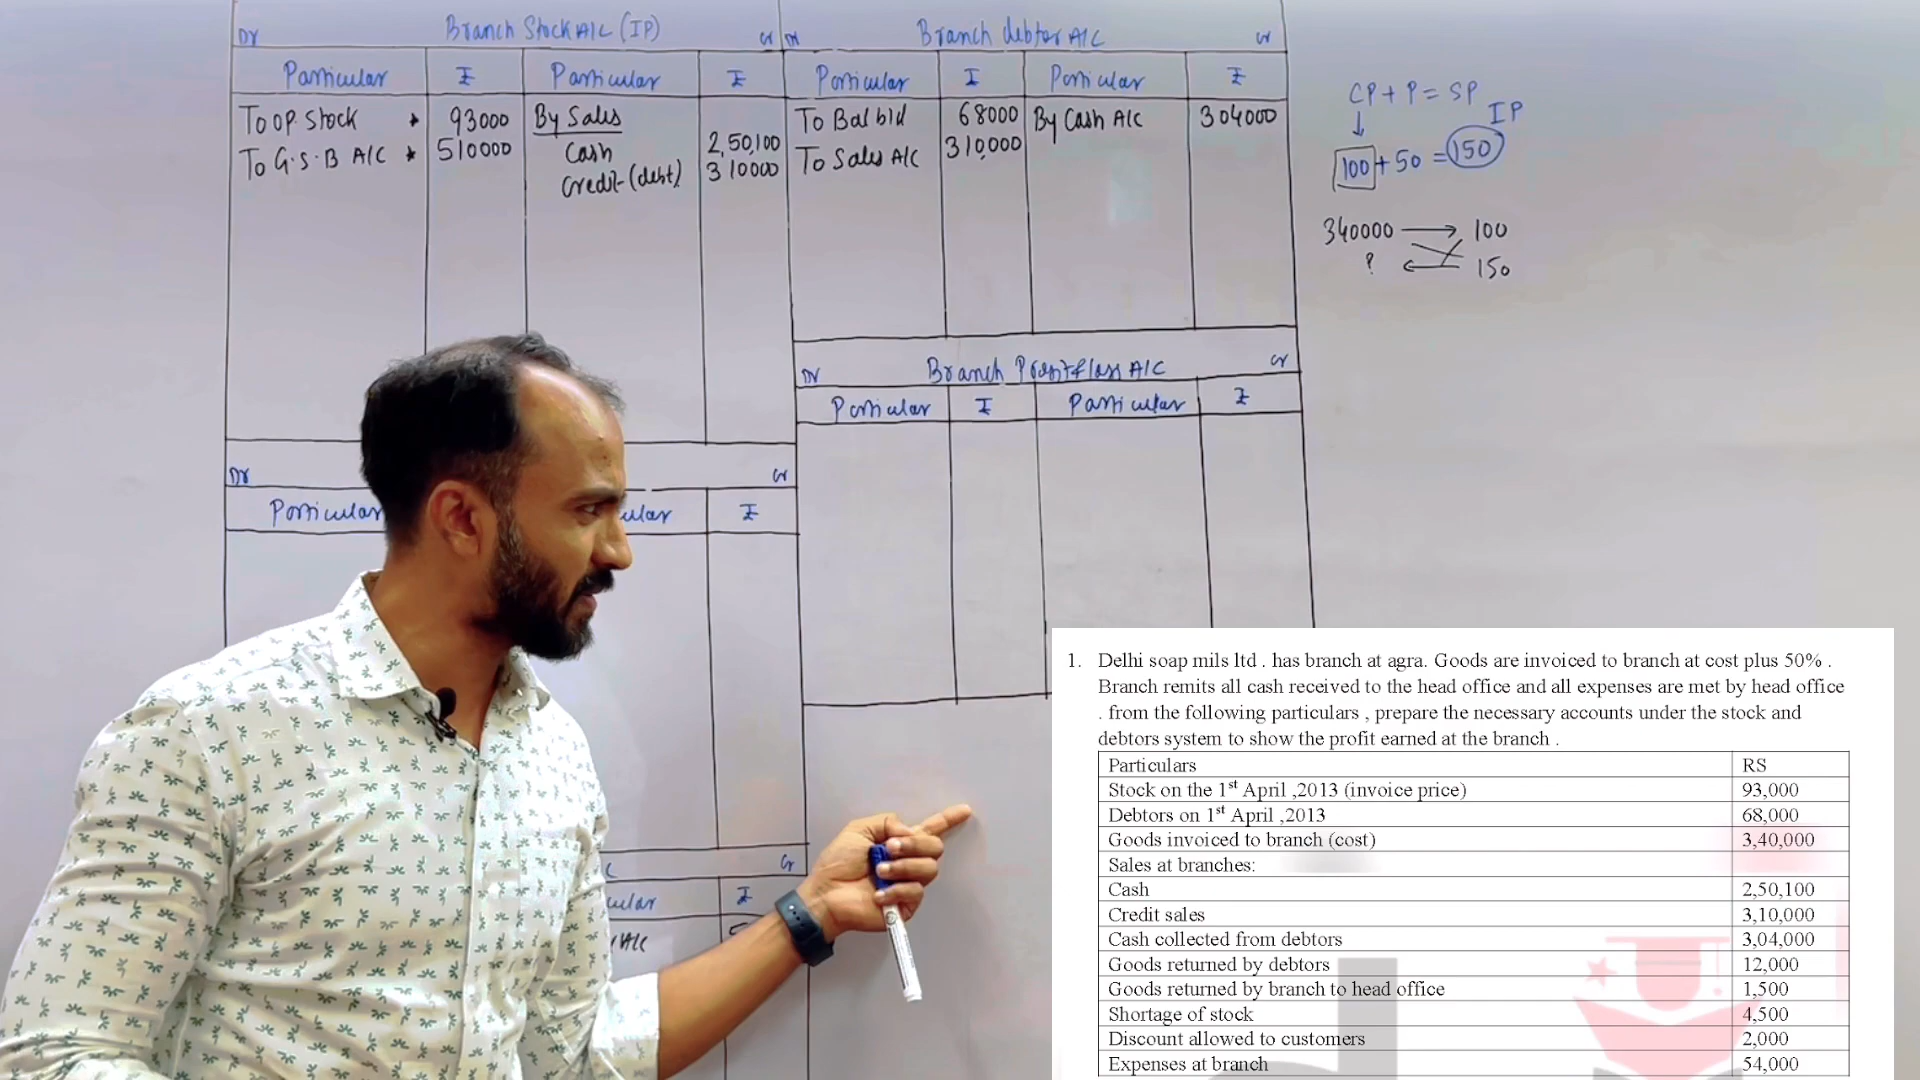 Dr Branch Stock A/C (IP) Cr
Particular ₹ Particular ₹
To OP. Stock 93000 By Sales
Cash 2,50,100
To G.S.B A/C 510000
Credit (debt) 310000
Dr Branch debtor A/C Cr
Particular ₹ Particular ₹
To Bal b/d 68000 By Cash A/C 304000
To Sales A/C 310,000
CP + P = SP
IP
100 + 50 = 150
340000 100
? 150
Dr Branch Profit & loss A/C Cr
Particular ₹ Particular ₹
Dr Cr
Particular ular ₹
C Cr
cular ₹
A/C
1. Delhi soap mils ltd . has branch at agra. Goods are invoiced to branch at cost plus 50% .
Branch remits all cash received to the head office and all expenses are met by head office
. from the following particulars , prepare the necessary accounts under the stock and
debtors system to show the profit earned at the branch .
Particulars RS
Stock on the 1st April ,2013 (invoice price) 93,000
Debtors on 1st April ,2013 68,000
Goods invoiced to branch (cost) 3,40,000
Sales at branches:
Cash 2,50,100
Credit sales 3,10,000
Cash collected from debtors 3,04,000
Goods returned by debtors 12,000
Goods returned by branch to head office 1,500
Shortage of stock 4,500
Discount allowed to customers 2,000
Expenses at branch 54,000